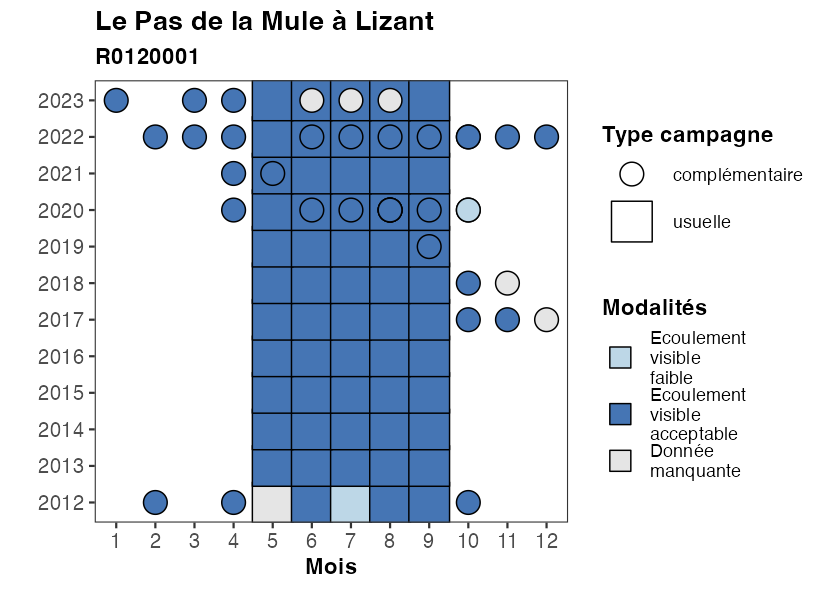 Le Pas de la Mule à Lizant
R0120001
2023
2022
2021
2020
2019
2018
2017
2016
2015
2014
2013
2012
1 2 3 4 5 6 7 8 9 10 11 12
Mois
Type campagne
complémentaire
usuelle
Modalités
Ecoulement
visible
faible
Ecoulement
visible
acceptable
Donnée
manquante